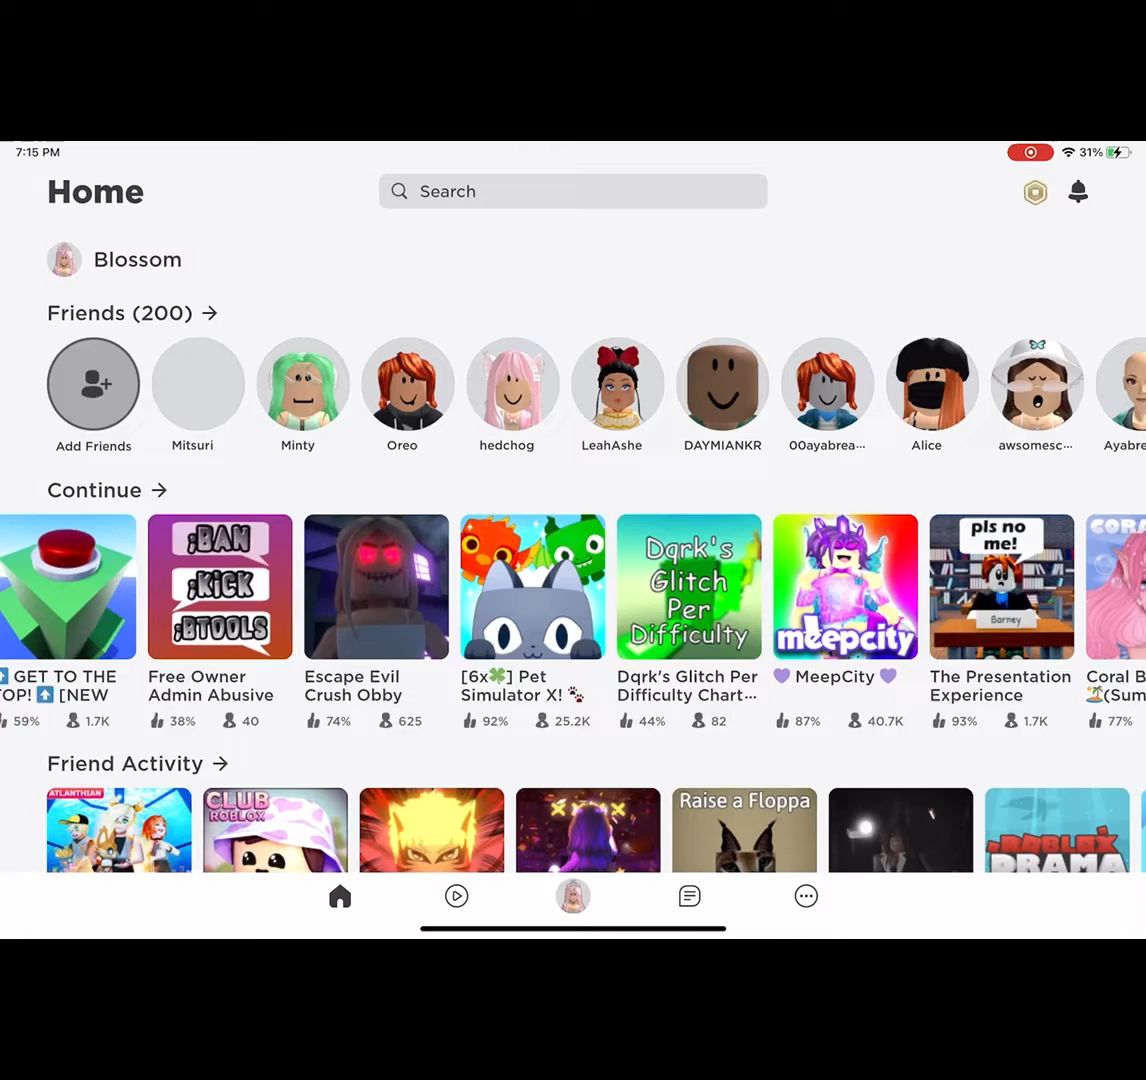 7:15 PM
31%
Home
Search
Blossom
Friends (200) →
Add Friends
Mitsuri
Minty
Oreo
hedchog
LeahAshe
DAYMIANKR
00ayabrea...
Alice
awsomesc...
Ayabre
Continue →
;BAN
;KICK
;BTOOLS
Dqrk's
Glitch
Per
Difficulty
meepcity
pls no
me!
Barney
CORA
GET TO THE
TOP! [NEW
Free Owner
Admin Abusive
Escape Evil
Crush Obby
[6x🍀] Pet
Simulator X! 🐾
Dqrk's Glitch Per
Difficulty Chart...
💜 MeepCity 💜
The Presentation
Experience
Coral B
🏝️(Sum
59% 1.7K
38% 40
74% 625
92% 25.2K
44% 82
87% 40.7K
93% 1.7K
77%
Friend Activity →
ATLANTHIAN
CLUB
ROBLOX
Raise a Floppa
ROBLOX
DRAMA